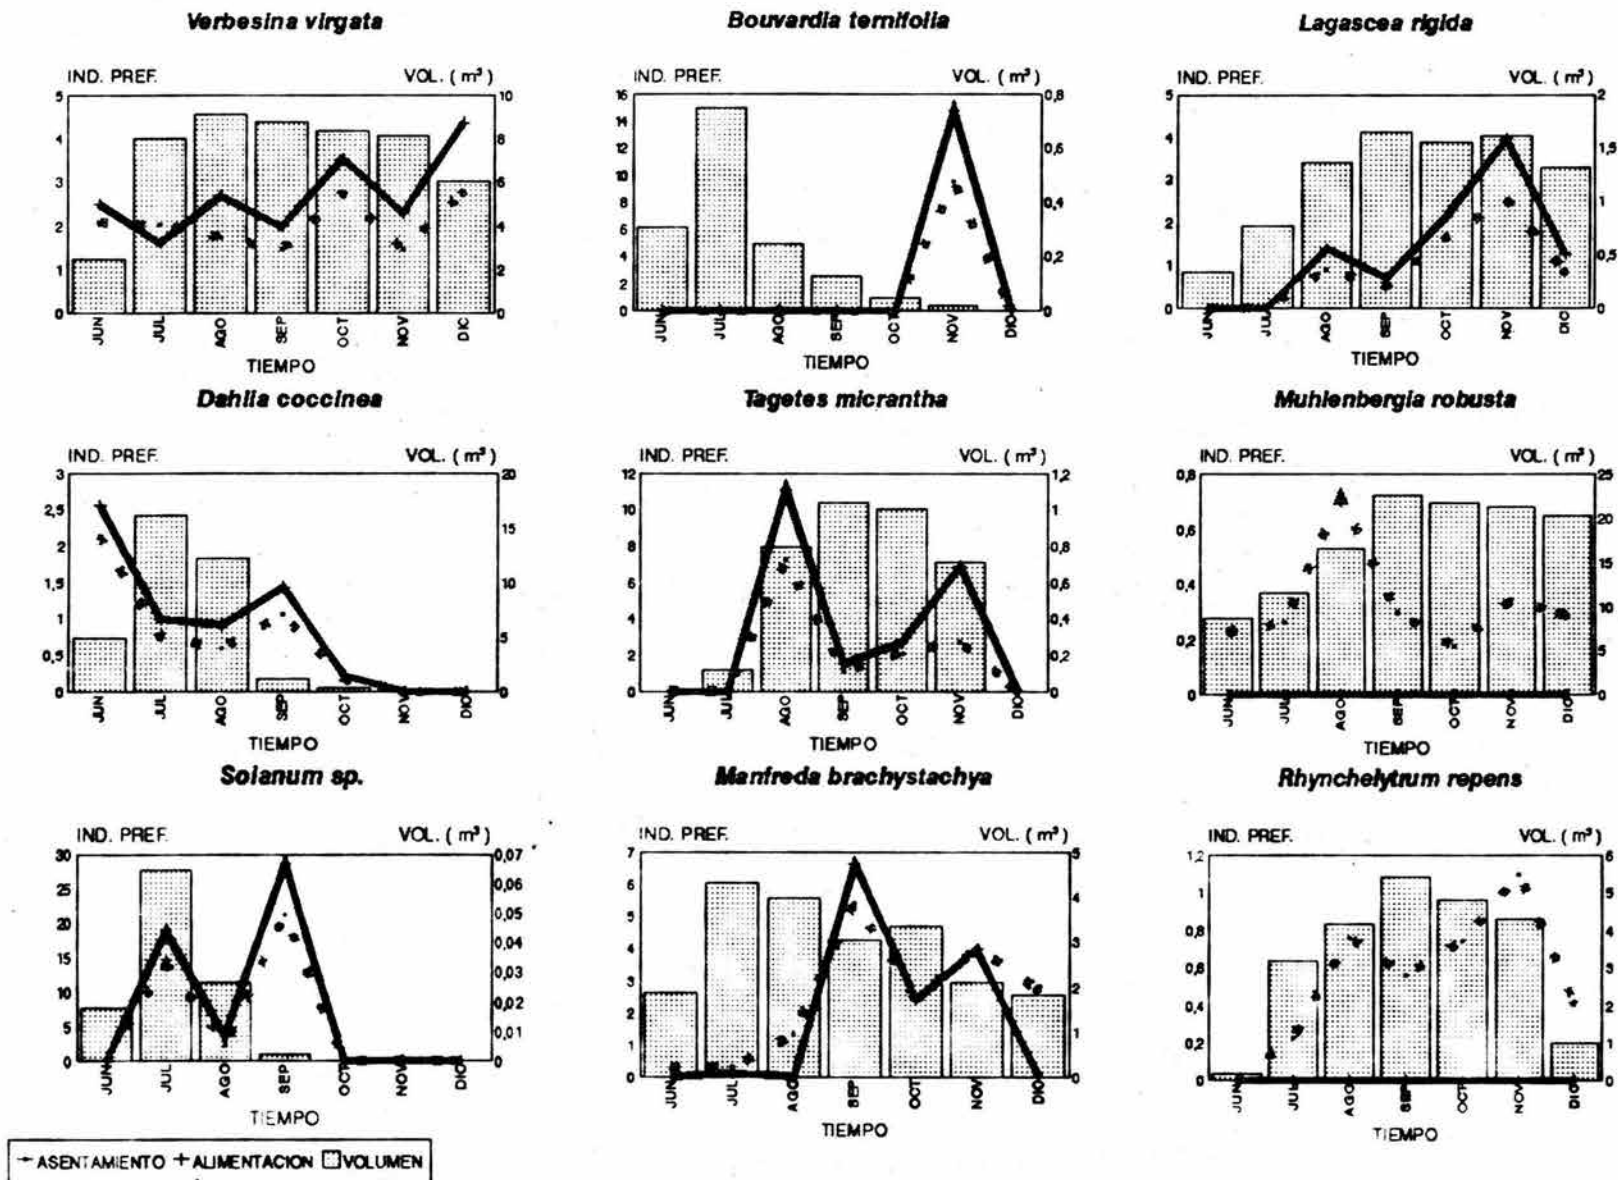 Verbesina virgata
IND. PREF. VOL. ( m³ )
5 4 3 2 1 0
10 8 6 4 2 0
JUN JUL AGO SEP OCT NOV DIC
TIEMPO
Bouvardia ternifolia
IND. PREF. VOL. ( m³ )
16 14 12 10 8 6 4 2 0
0,8 0,6 0,4 0,2 0
JUN JUL AGO SEP OCT NOV DIC
TIEMPO
Lagascea rigida
IND. PREF. VOL. ( m³ )
5 4 3 2 1 0
2 1,5 1 0,5 0
JUN JUL AGO SEP OCT NOV DIC
TIEMPO
Dahlia coccinea
IND. PREF. VOL. ( m³ )
3 2,5 2 1,5 1 0,5 0
20 15 10 5 0
JUN JUL AGO SEP OCT NOV DIC
TIEMPO
Tagetes micrantha
IND. PREF. VOL. ( m³ )
12 10 8 6 4 2 0
1,2 1 0,8 0,6 0,4 0,2 0
JUN JUL AGO SEP OCT NOV DIC
TIEMPO
Muhlenbergia robusta
IND. PREF. VOL. ( m³ )
0,8 0,6 0,4 0,2 0
25 20 15 10 5 0
JUN JUL AGO SEP OCT NOV DIC
TIEMPO
Solanum sp.
IND. PREF. VOL. ( m³ )
30 25 20 15 10 5 0
0,07 0,06 0,05 0,04 0,03 0,02 0,01 0
JUN JUL AGO SEP OCT NOV DIC
TIEMPO
Manfreda brachystachya
IND. PREF. VOL. ( m³ )
7 6 5 4 3 2 1 0
5 4 3 2 1 0
JUN JUL AGO SEP OCT NOV DIC
TIEMPO
Rhynchelytrum repens
IND. PREF. VOL. ( m³ )
1,2 1 0,8 0,6 0,4 0,2 0
6 5 4 3 2 1 0
JUN JUL AGO SEP OCT NOV DIC
TIEMPO
ASENTAMIENTO ALIMENTACION VOLUMEN